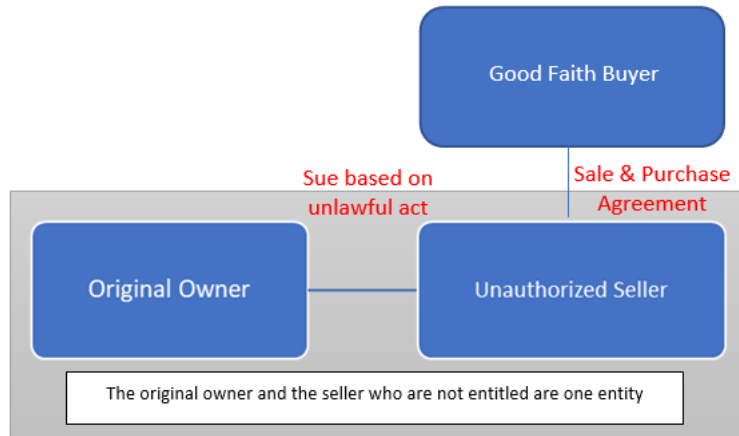 Good Faith Buyer
Sue based on
unlawful act
Sale & Purchase
Agreement
Original Owner
Unauthorized Seller
The original owner and the seller who are not entitled are one entity